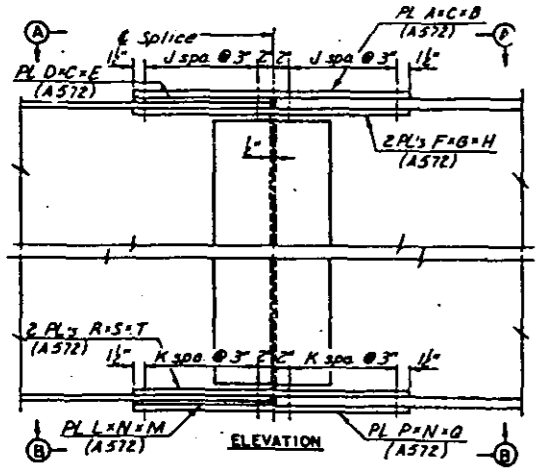 ℄ Splice
PL A×C×B
(A572)
A
A
1½" J spa. @ 3" 2" 2" J spa. @ 3" 1½"
PL D×C×E
(A572)
2 PL's F×G×H
(A572)
½"
2 PL's R×S×T
(A572)
1½" K spa. @ 3" 2" 2" K spa. @ 3" 1½"
PL L×N×M
(A572)
ELEVATION
PL P×N×Q
(A572)
B
B